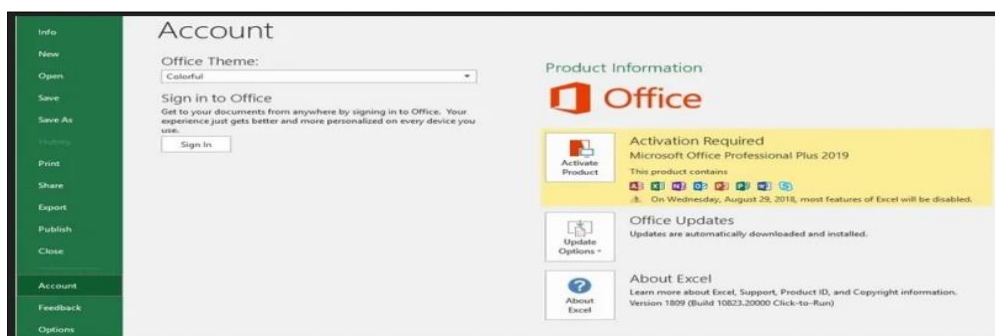 Info
New
Open
Save
Save As
History
Print
Share
Export
Publish
Close
Account
Feedback
Options
Account
Office Theme:
Colorful
Sign in to Office
Get to your documents from anywhere by signing in to Office. Your
experience just gets better and more personalized on every device you
use.
Sign In
Product Information
Office
Activate
Product
Activation Required
Microsoft Office Professional Plus 2019
This product contains
On Wednesday, August 29, 2018, most features of Excel will be disabled.
Update
Options
Office Updates
Updates are automatically downloaded and installed.
About
Excel
About Excel
Learn more about Excel, Support, Product ID, and Copyright information.
Version 1809 (Build 10823.20000 Click-to-Run)